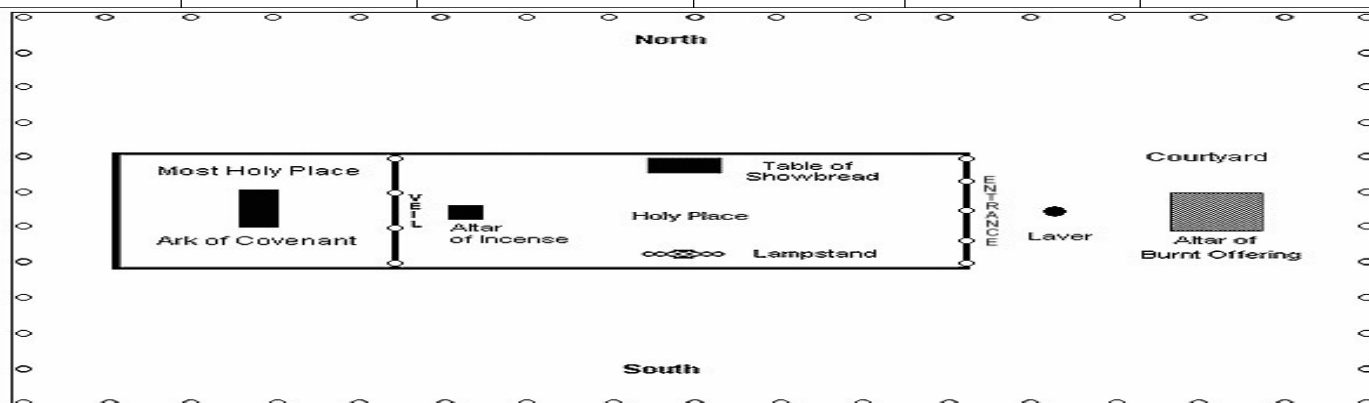 North
Most Holy Place
Ark of Covenant
VEIL
Altar
of Incense
Table of
Showbread
Holy Place
Lampstand
ENTRANCE
Laver
Courtyard
Altar of
Burnt Offering
South